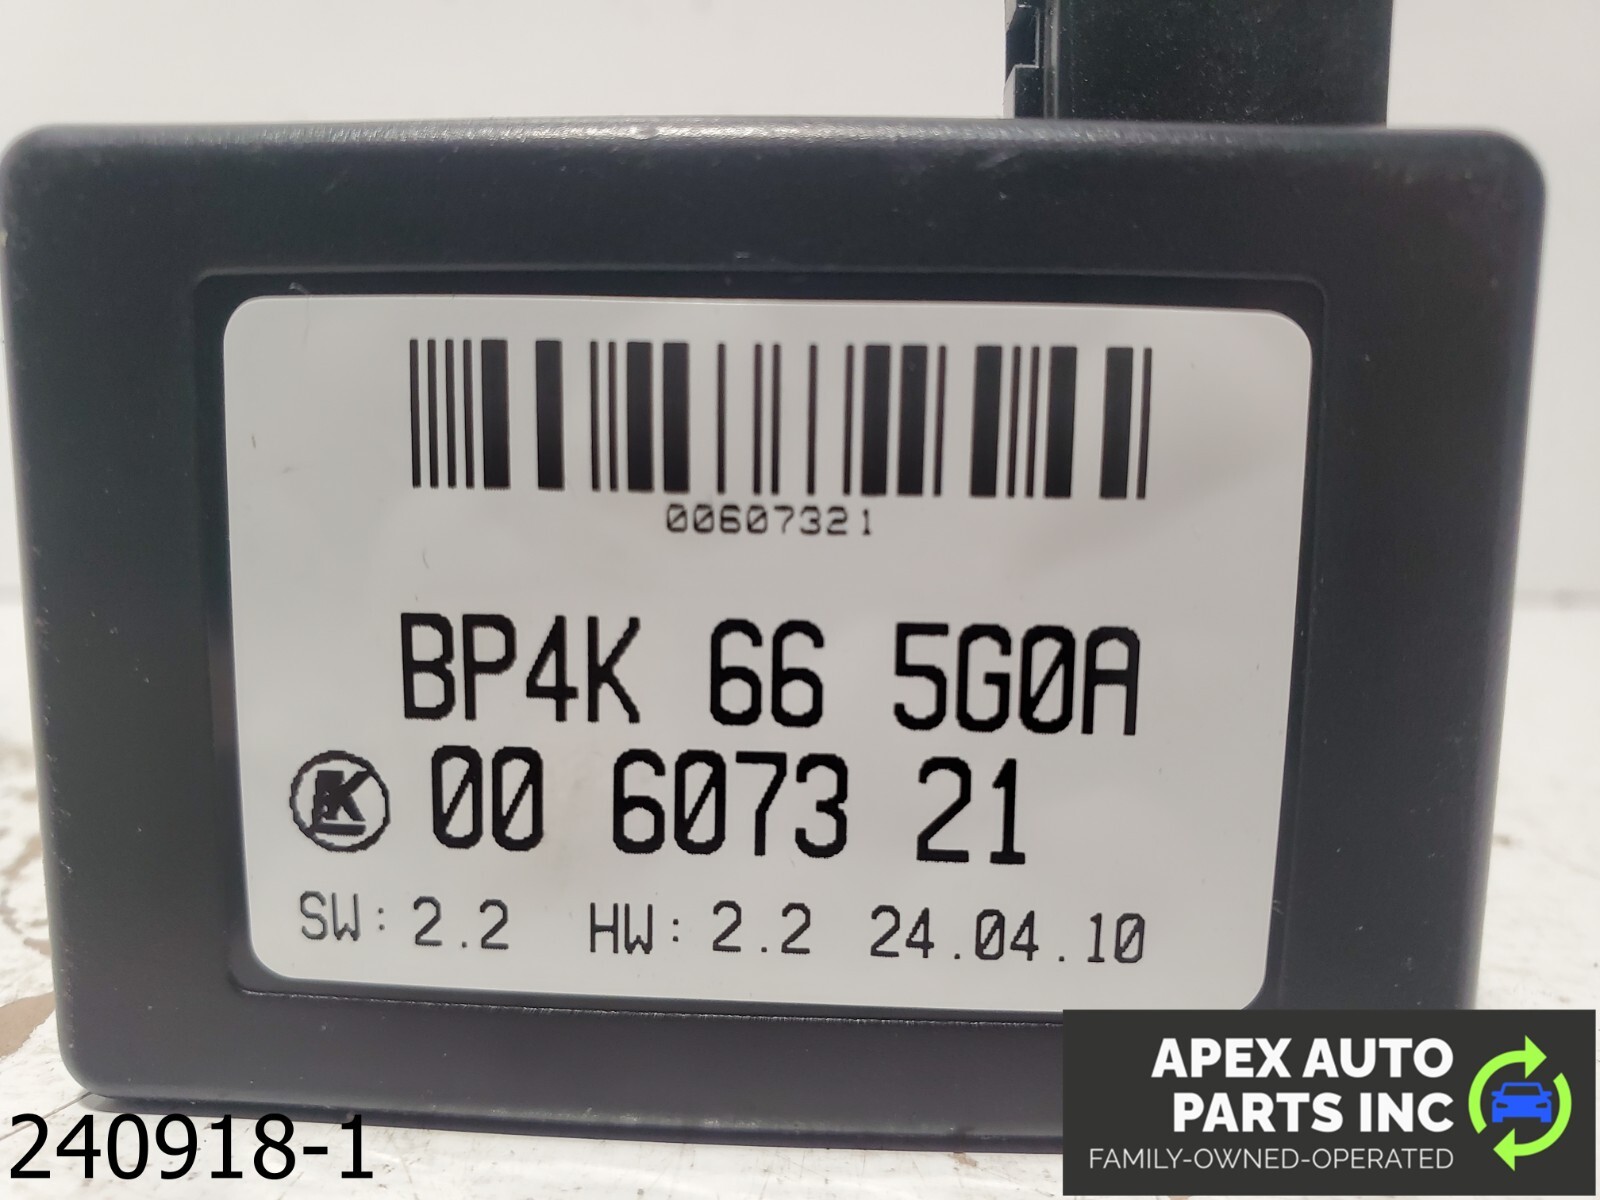 00607321
BP4K 66 5G0A
00 6073 21
SW: 2.2 HW: 2.2 24.04.10
APEX AUTO
PARTS INC
FAMILY-OWNED-OPERATED
240918-1